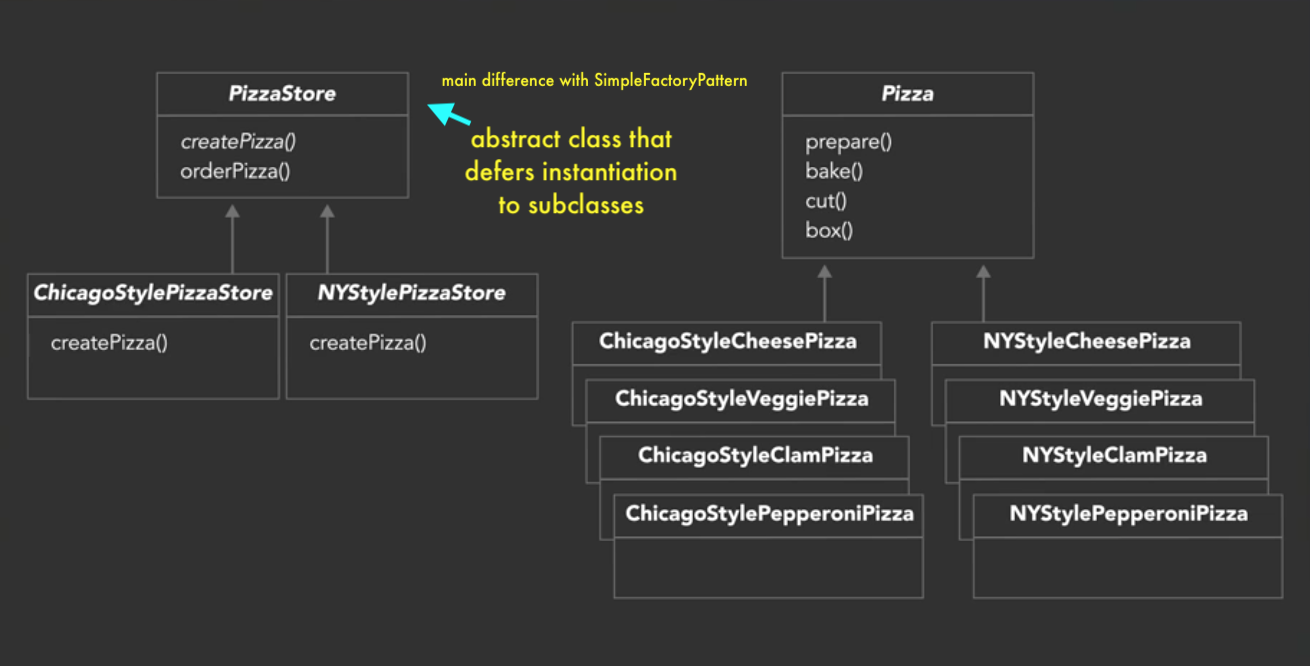 main difference with SimpleFactoryPattern
PizzaStore
createPizza()
orderPizza()
abstract class that
defers instantiation
to subclasses
Pizza
prepare()
bake()
cut()
box()
ChicagoStylePizzaStore
createPizza()
NYStylePizzaStore
createPizza()
ChicagoStyleCheesePizza
ChicagoStyleVeggiePizza
ChicagoStyleClamPizza
ChicagoStylePepperoniPizza
NYStyleCheesePizza
NYStyleVeggiePizza
NYStyleClamPizza
NYStylePepperoniPizza